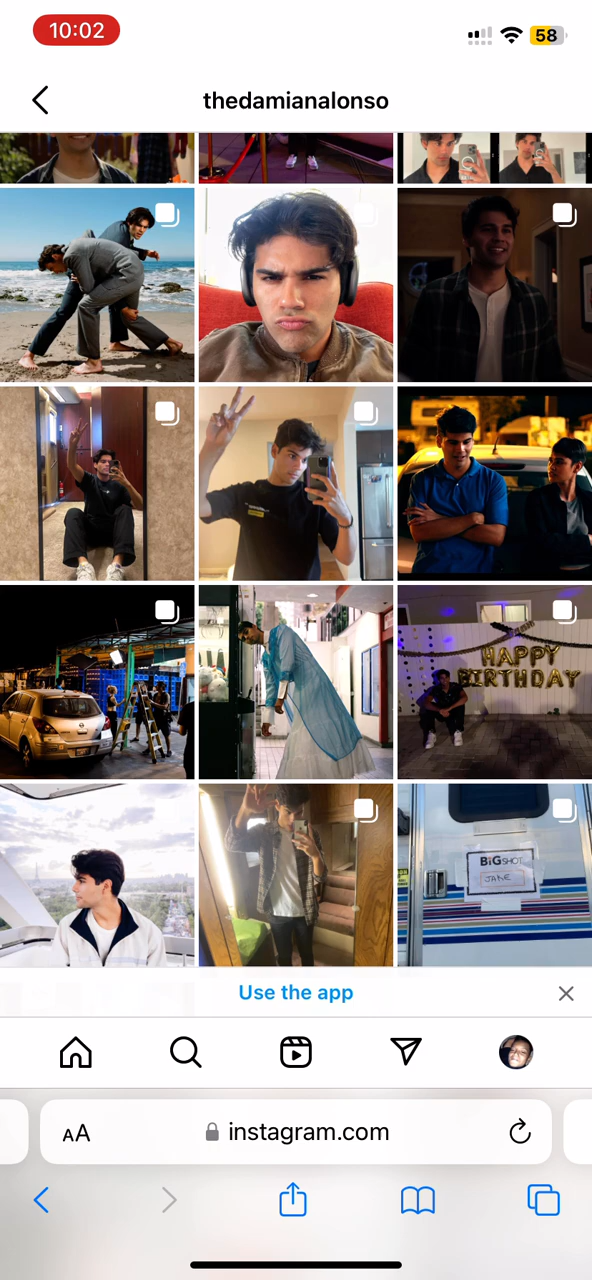 10:02
58
thedamianalonso
HAPPY
BIRTHDAY
BiGSHOT
JANE
Use the app
AA
instagram.com